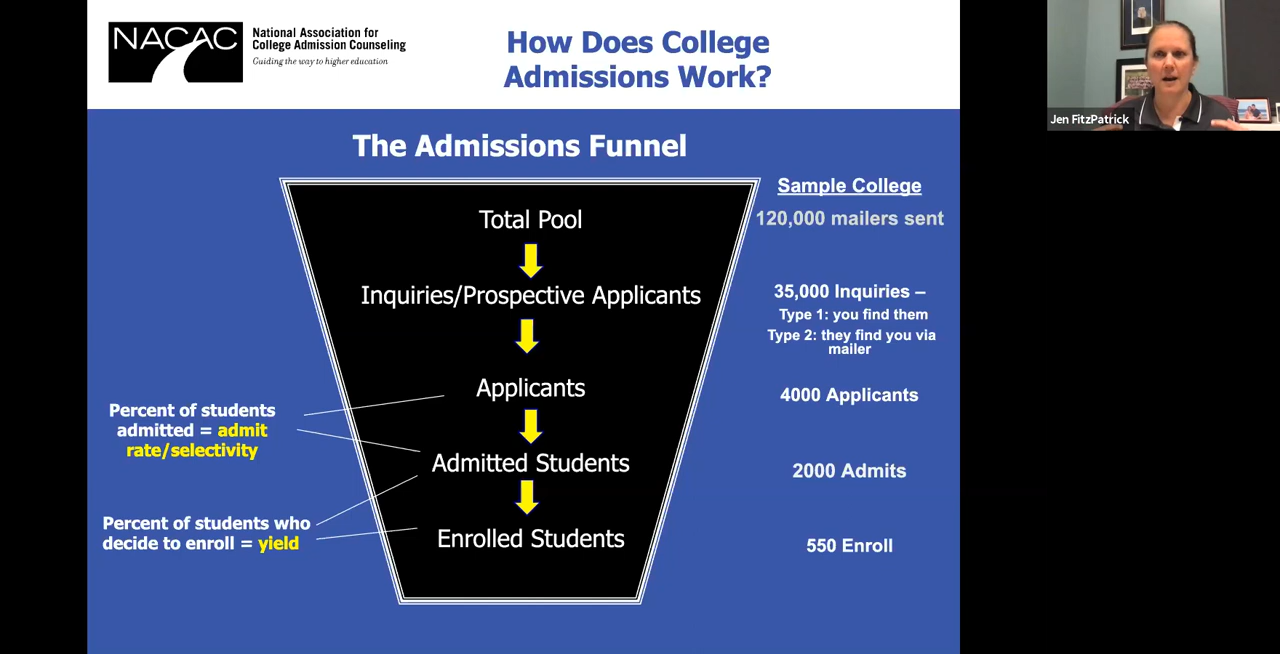 NACAC
National Association for
College Admission Counseling
Guiding the way to higher education
How Does College
Admissions Work?
Jen FitzPatrick
The Admissions Funnel
Sample College
Total Pool
120,000 mailers sent
Inquiries/Prospective Applicants
35,000 Inquiries –
Type 1: you find them
Type 2: they find you via
mailer
Applicants
4000 Applicants
Percent of students
admitted = admit
rate/selectivity
Admitted Students
2000 Admits
Percent of students who
decide to enroll = yield
Enrolled Students
550 Enroll